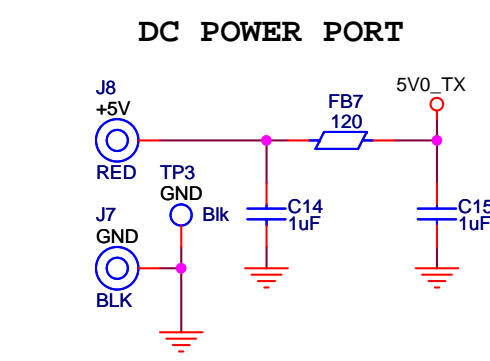 DC POWER PORT
J8
+5V
RED
FB7
120
5V0_TX
TP3
GND
Blk
J7
GND
BLK
C14
1uF
C15
1uF